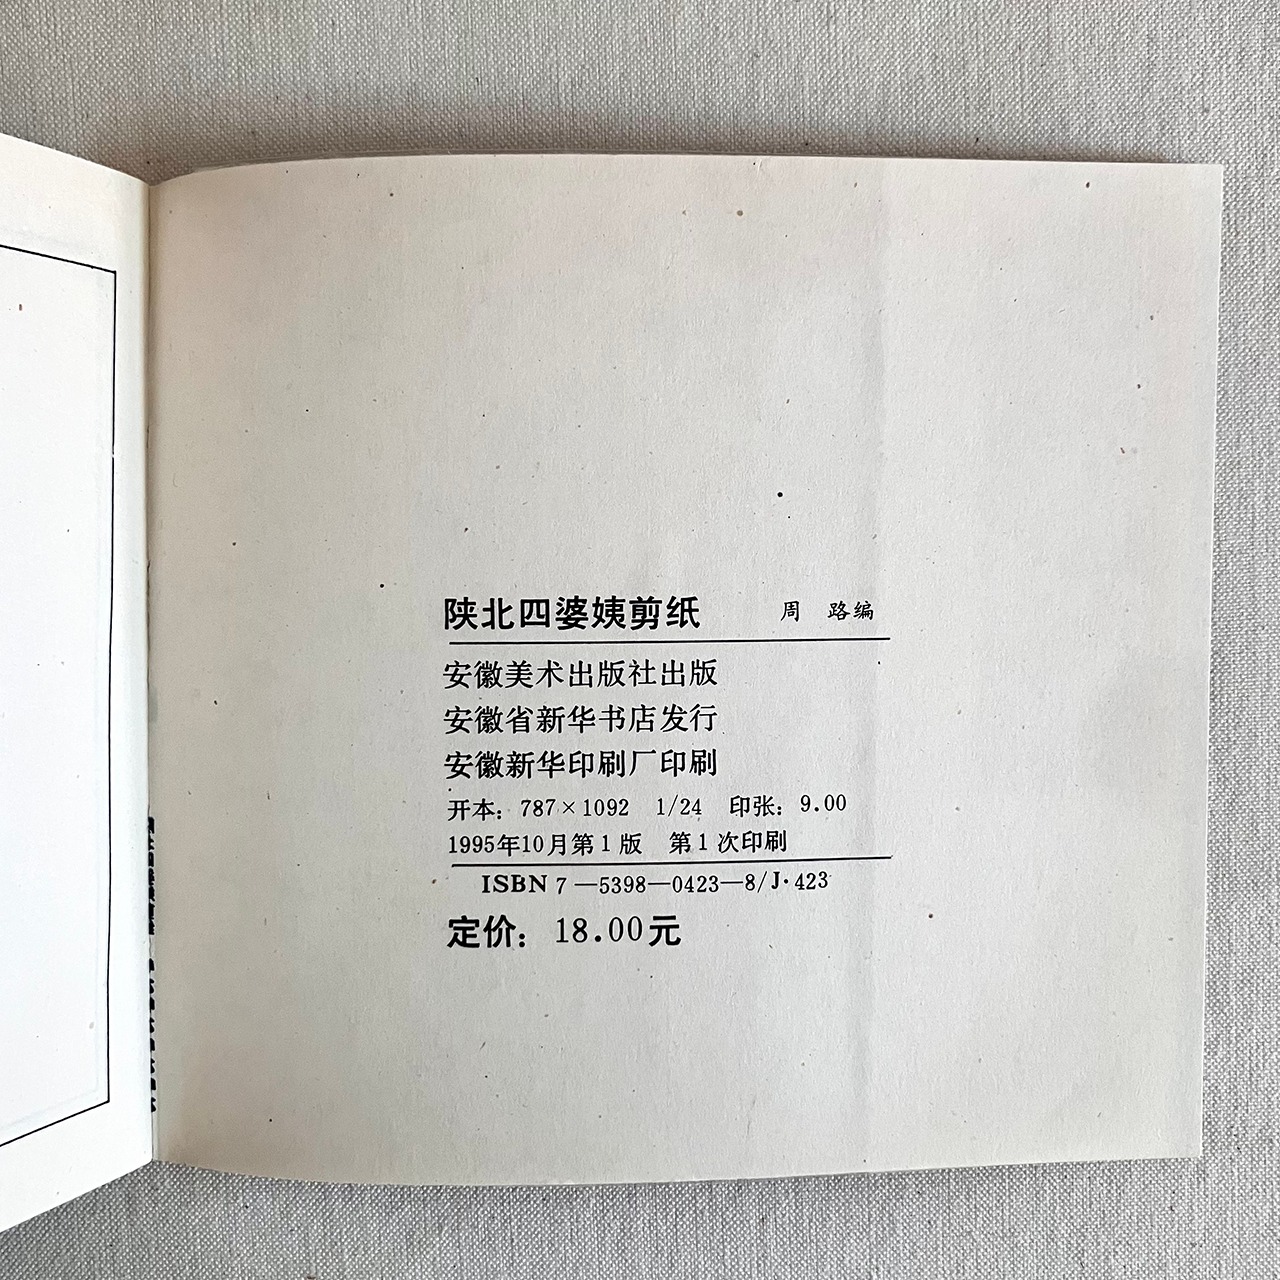 陕北四婆姨剪纸　周　路编
安徽美术出版社出版
安徽省新华书店发行
安徽新华印刷厂印刷
开本：787×1092　1/24　印张：9.00
1995年10月第1版　第1次印刷
ISBN 7—5398—0423—8/J·423
定价：18.00元